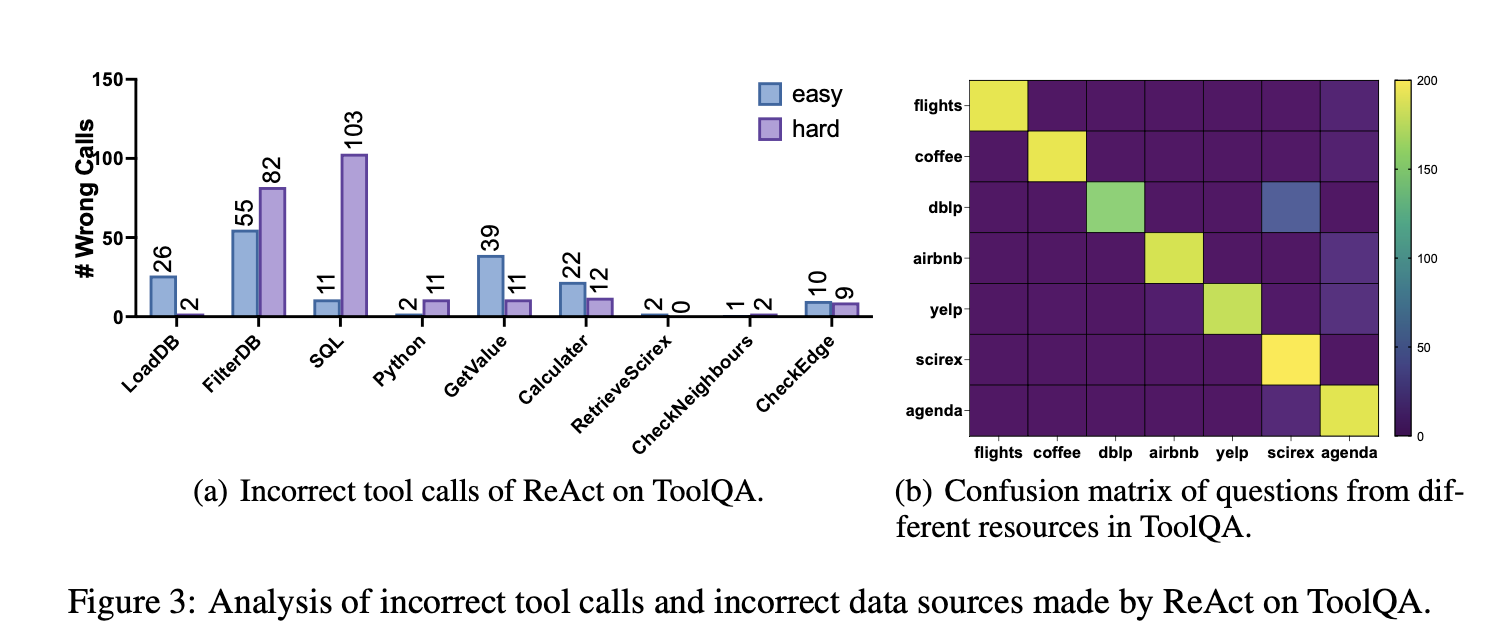 # Wrong Calls
150
100
50
0
easy
hard
26
2
55
82
11
103
2
11
39
11
22
12
2
0
1
2
10
9
LoadDB
FilterDB
SQL
Python
GetValue
Calculater
RetrieveScirex
CheckNeighbours
CheckEdge
(a) Incorrect tool calls of ReAct on ToolQA.
flights
coffee
dblp
airbnb
yelp
scirex
agenda
flights coffee dblp airbnb yelp scirex agenda
200
150
100
50
0
(b) Confusion matrix of questions from dif-
ferent resources in ToolQA.
Figure 3: Analysis of incorrect tool calls and incorrect data sources made by ReAct on ToolQA.